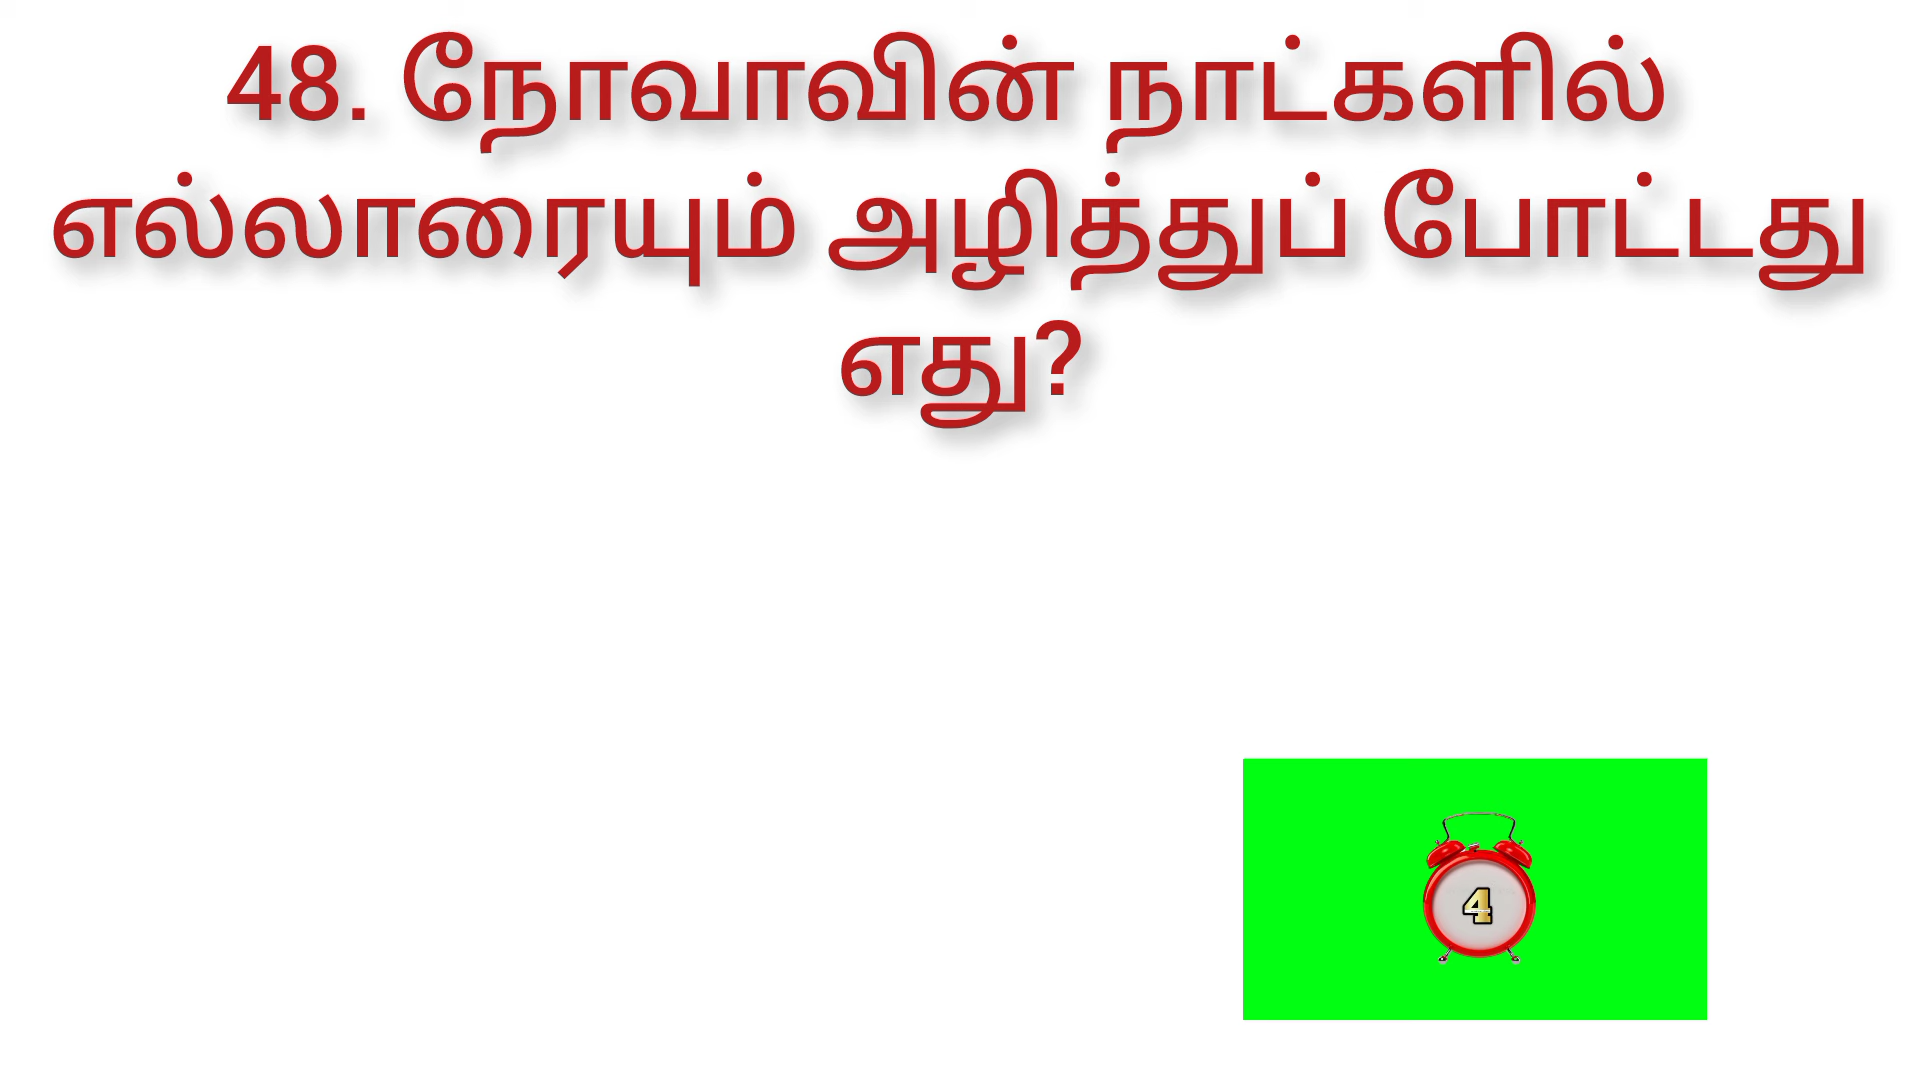 48. நோவாவின் நாட்களில்
எல்லாரையும் அழித்துப் போட்டது
எது?
4